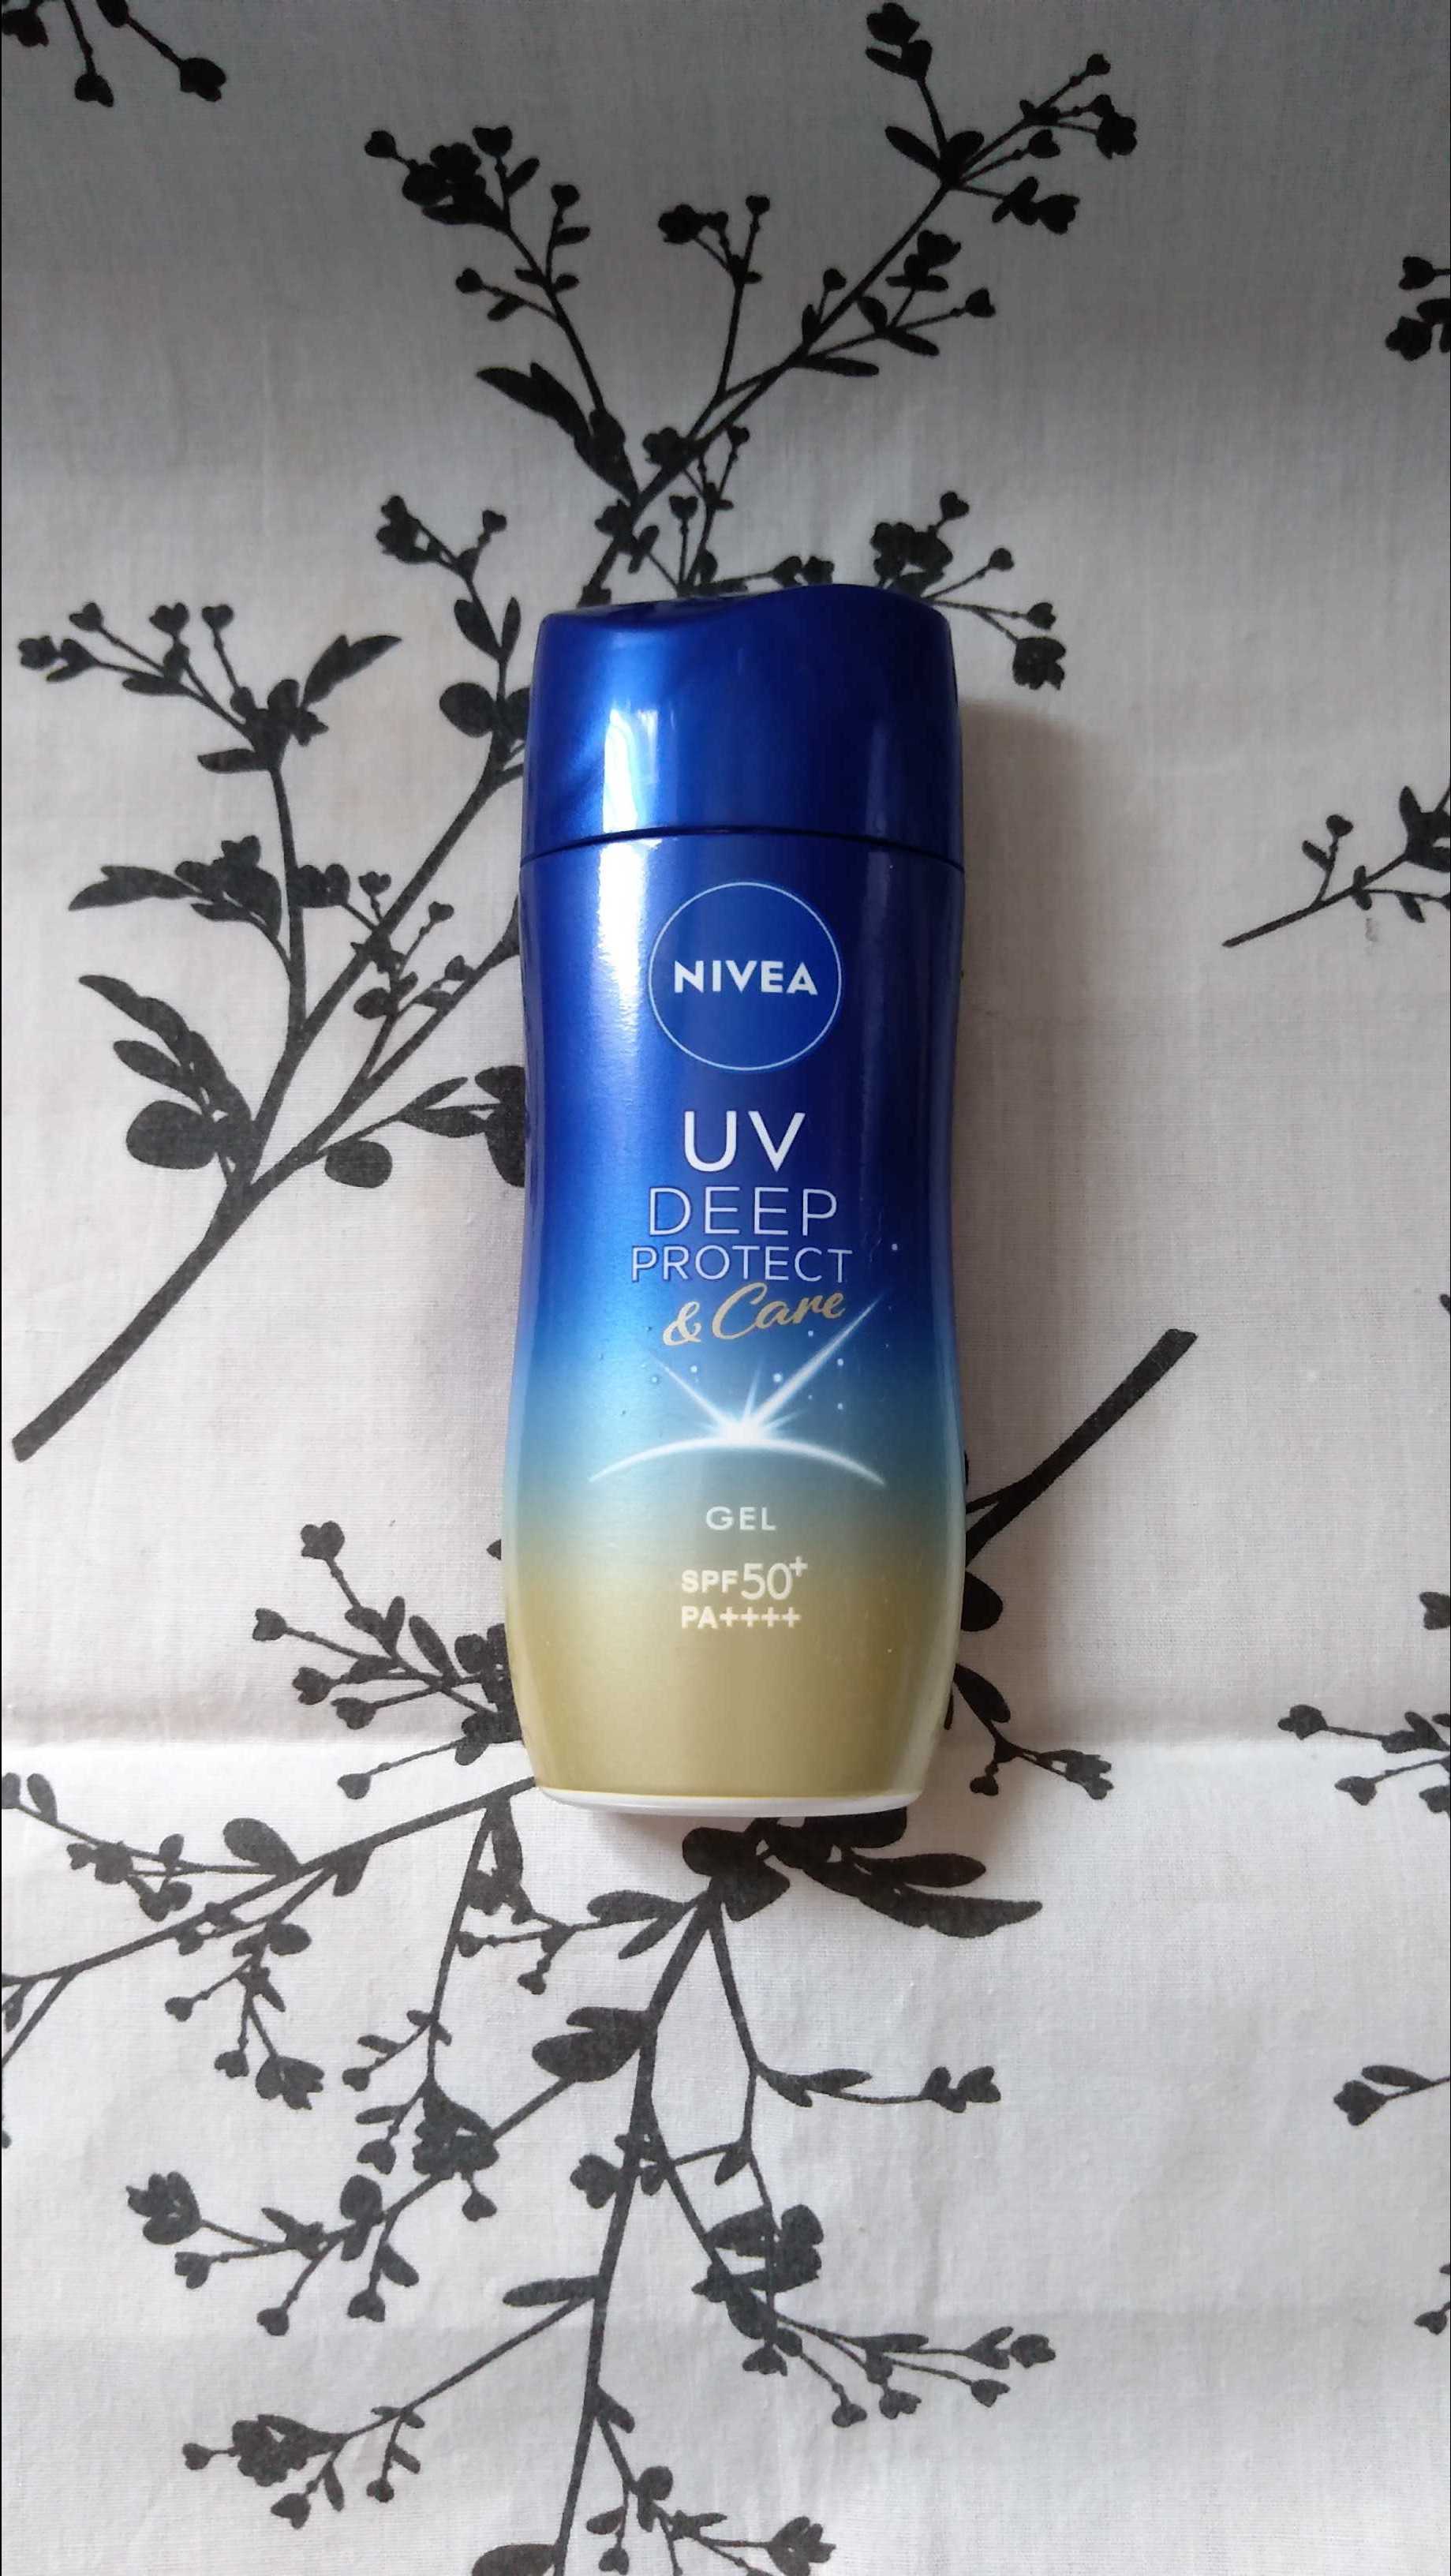 NIVEA
UV
DEEP
PROTECT
& Care
GEL
SPF50+
PA++++